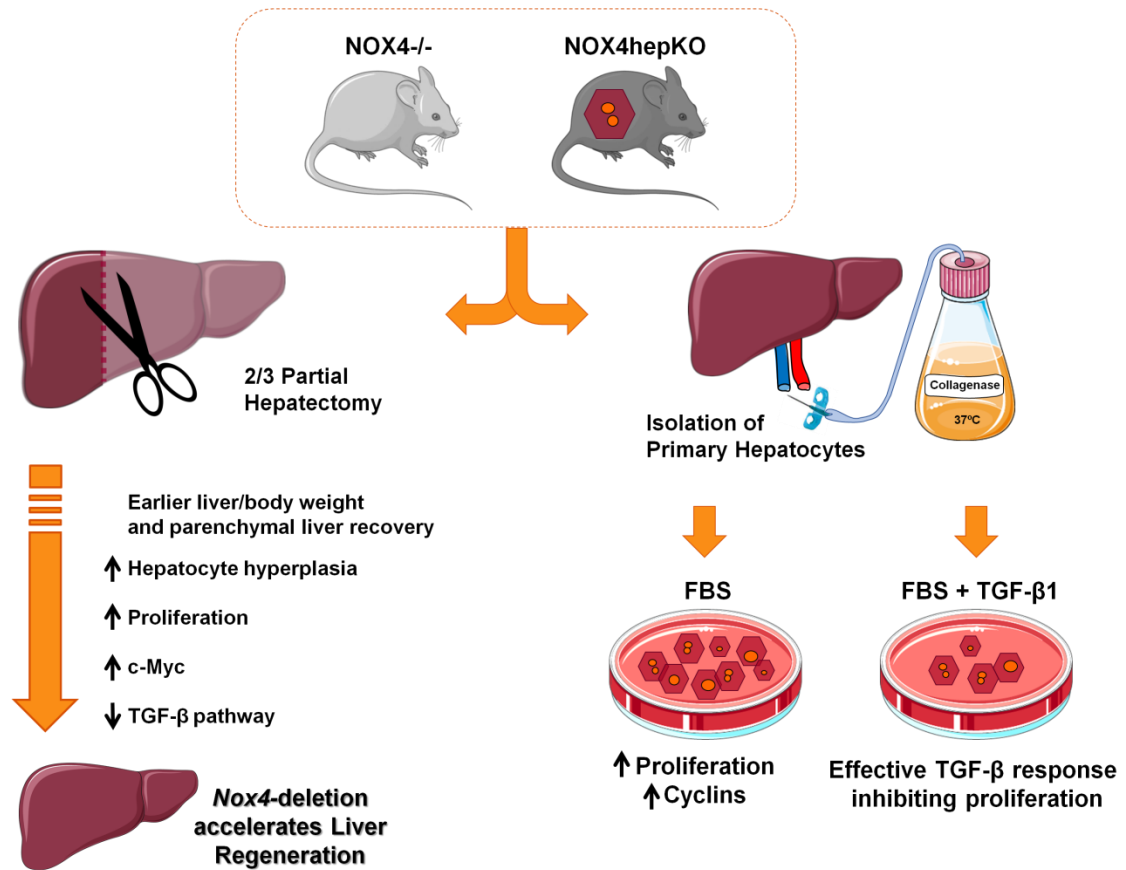 NOX4-/-
NOX4hepKO
2/3 Partial
Hepatectomy
Isolation of
Primary Hepatocytes
Collagenase
37ºC
Earlier liver/body weight
and parenchymal liver recovery
↑ Hepatocyte hyperplasia
↑ Proliferation
↑ c-Myc
↓ TGF-β pathway
Nox4-deletion
accelerates Liver
Regeneration
FBS
↑ Proliferation
↑ Cyclins
FBS + TGF-β1
Effective TGF-β response
inhibiting proliferation